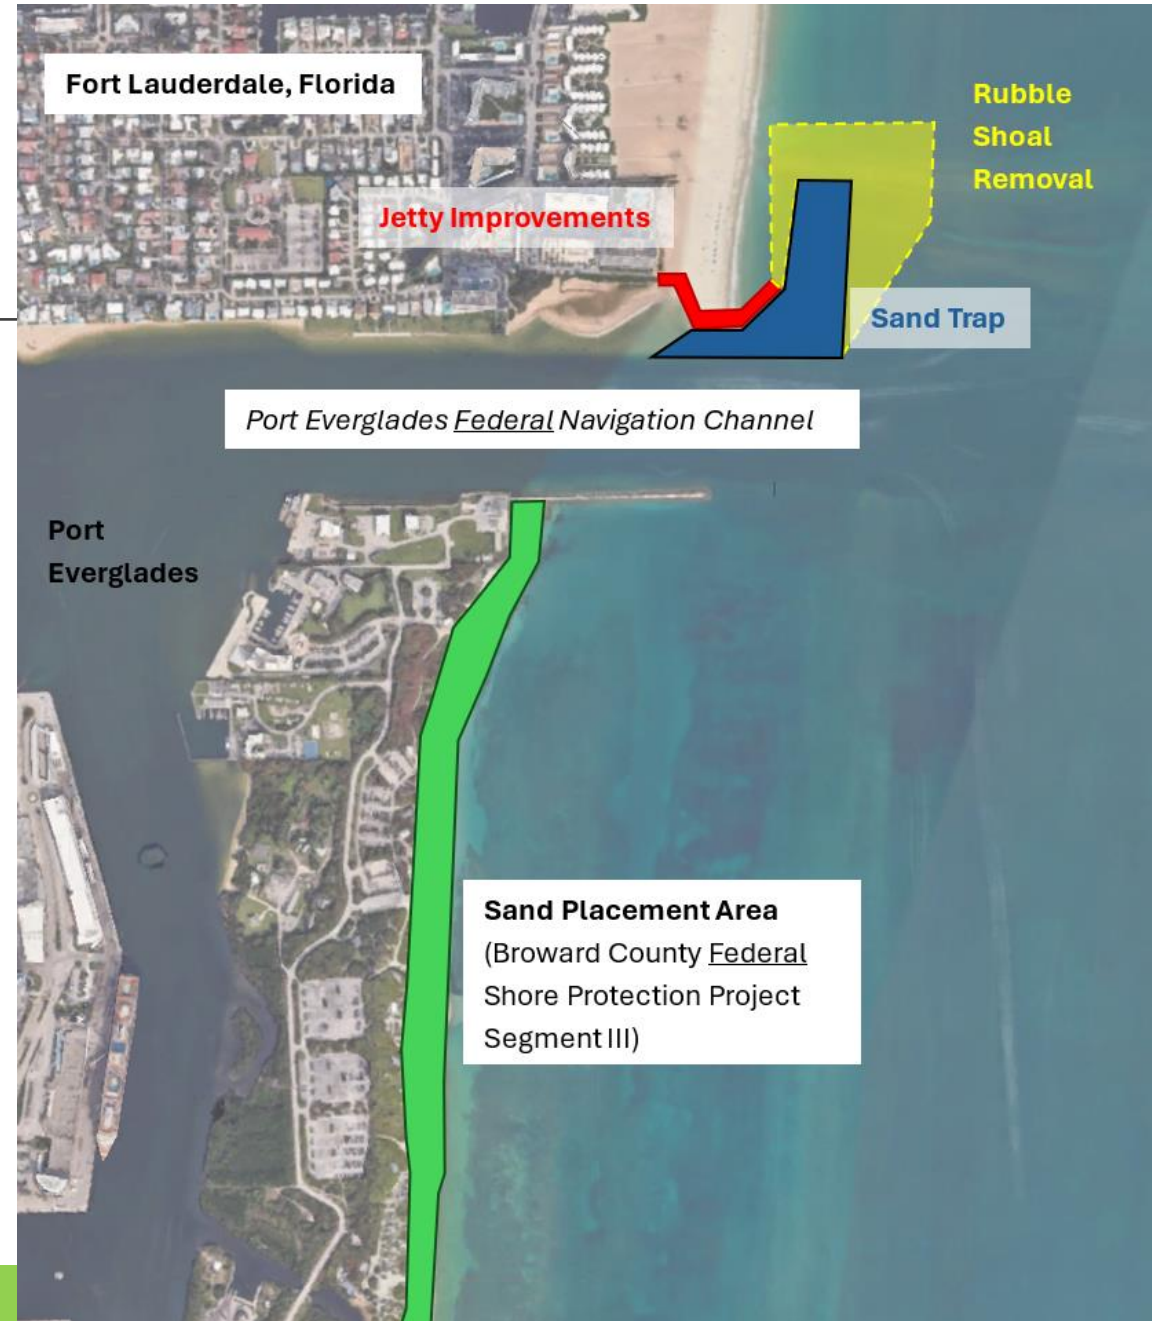 Fort Lauderdale, Florida
Rubble
Shoal
Removal
Jetty Improvements
Sand Trap
Port Everglades Federal Navigation Channel
Port
Everglades
Sand Placement Area
(Broward County Federal
Shore Protection Project
Segment III)